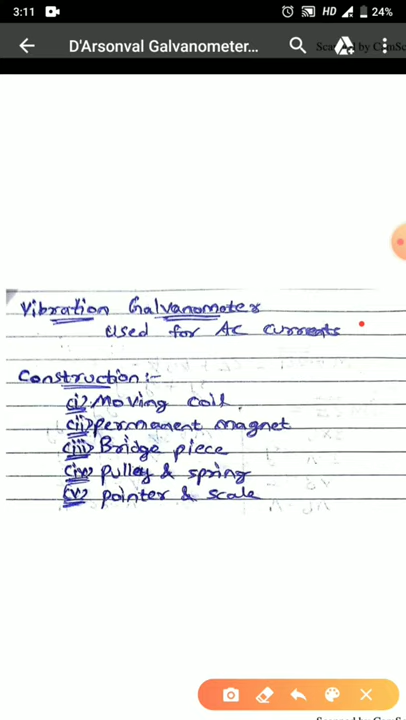 3:11 HD 24%
D'Arsonval Galvanometer...
Vibration Galvanometer
used for AC currents
Construction:-
(i) Moving coil.
(ii) permanent magnet
(iii) Bridge piece
(iv) pulley & spring
(v) pointer & scale